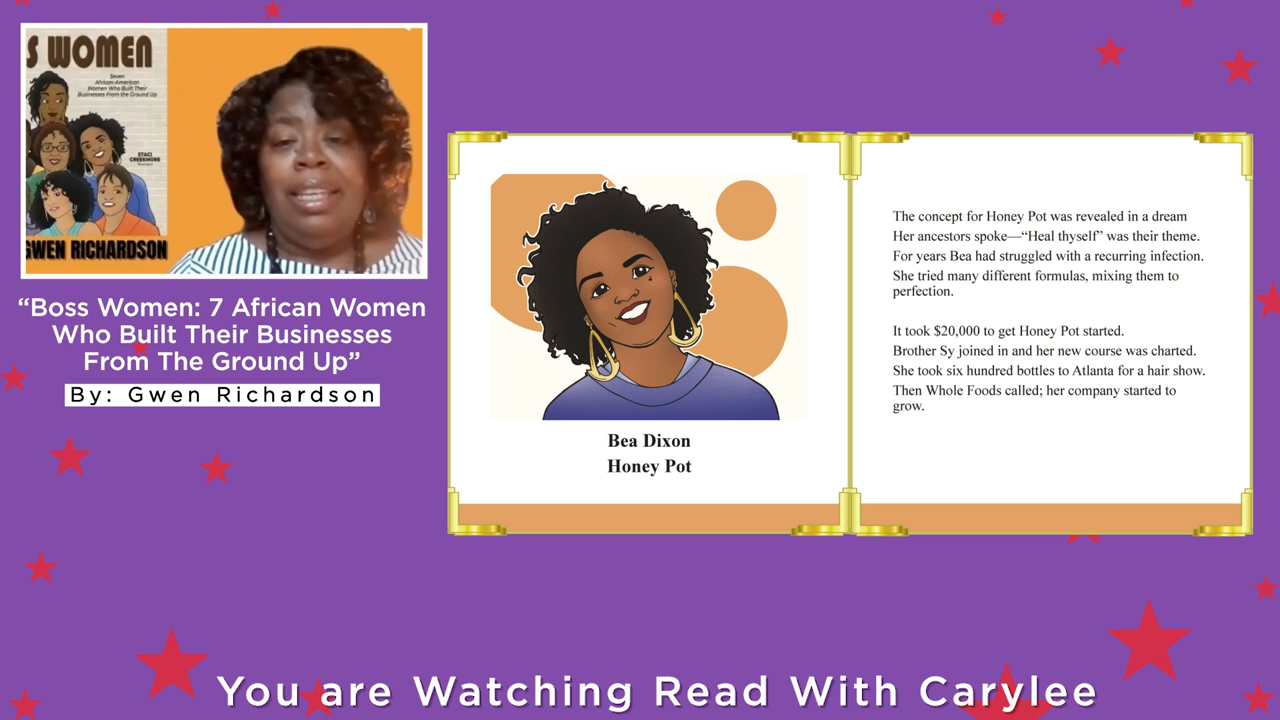 S WOMEN
Seven
African-American
Women Who Built Their
Businesses From the Ground Up
STACI
CREEKMORE
GWEN RICHARDSON
“Boss Women: 7 African Women
Who Built Their Businesses
From The Ground Up”
By: Gwen Richardson
Bea Dixon
Honey Pot
The concept for Honey Pot was revealed in a dream
Her ancestors spoke—“Heal thyself” was their theme.
For years Bea had struggled with a recurring infection.
She tried many different formulas, mixing them to
perfection.
It took $20,000 to get Honey Pot started.
Brother Sy joined in and her new course was charted.
She took six hundred bottles to Atlanta for a hair show.
Then Whole Foods called; her company started to
grow.
You are Watching Read With Carylee